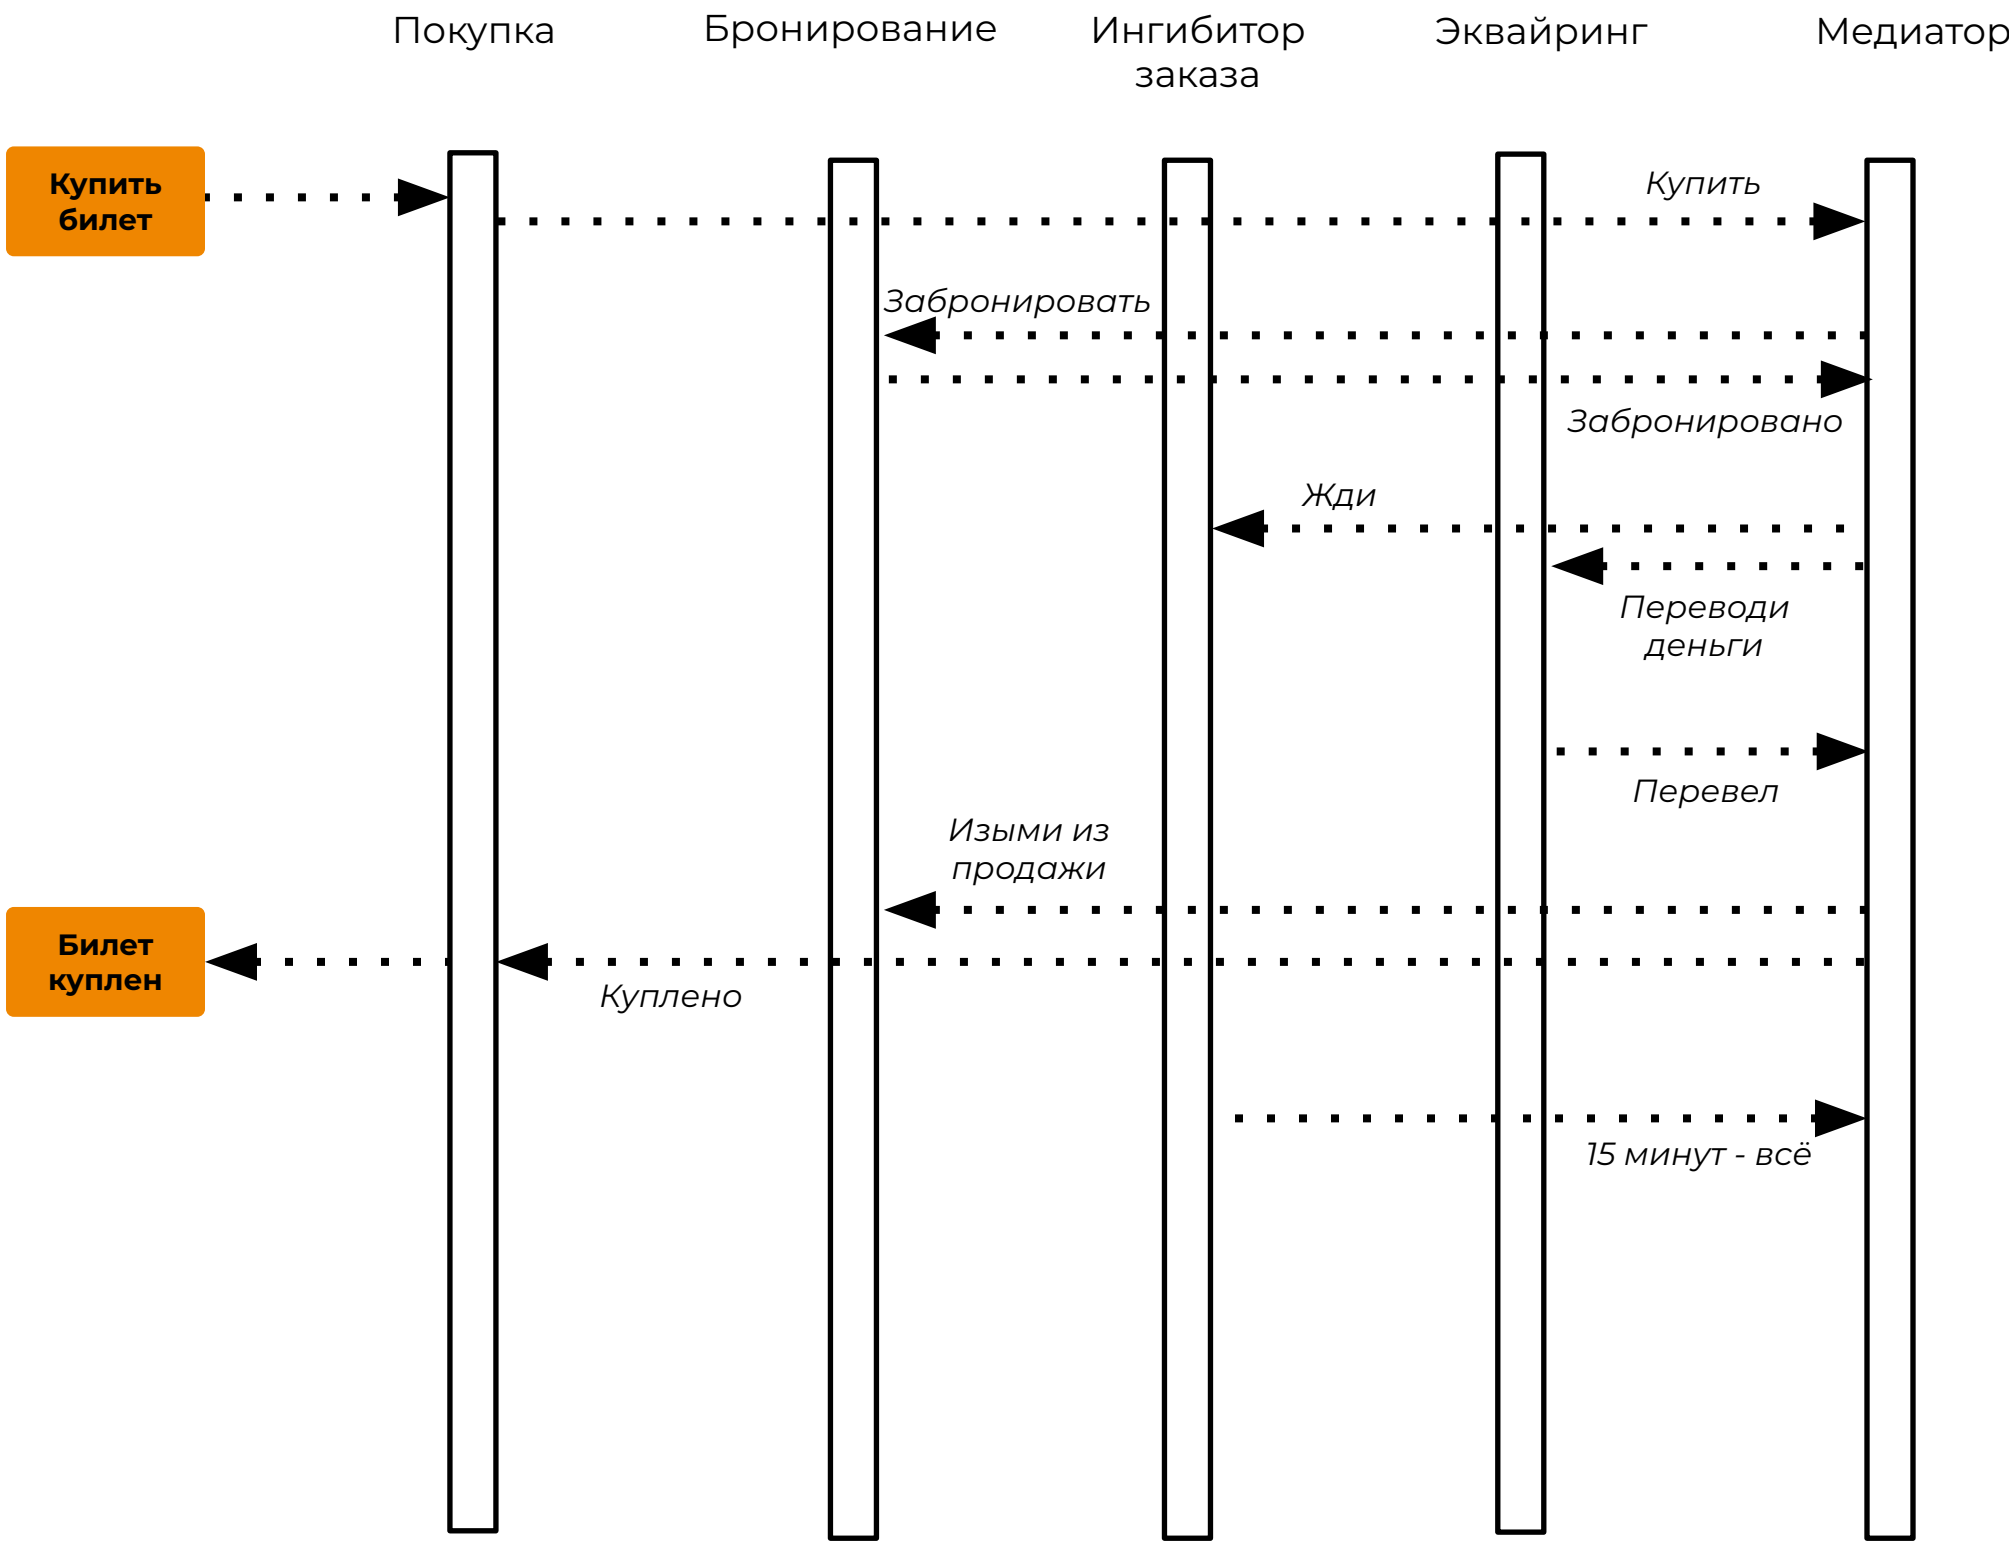 Покупка
Бронирование
Ингибитор
заказа
Эквайринг
Медиатор
Купить
билет
Купить
Забронировать
Забронировано
Жди
Переводи
деньги
Перевел
Изыми из
продажи
Билет
куплен
Куплено
15 минут - всё